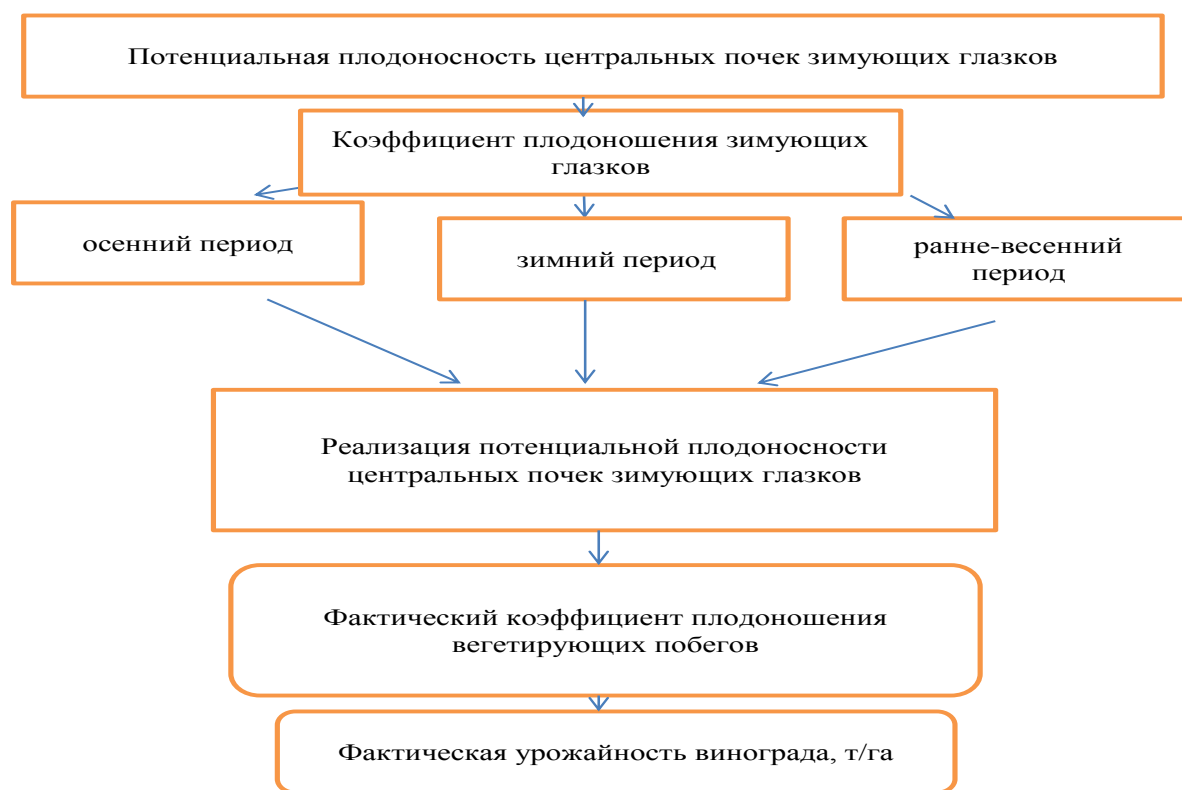 Потенциальная плодоносность центральных почек зимующих глазков
Коэффициент плодоношения зимующих
глазков
осенний период
зимний период
ранне-весенний
период
Реализация потенциальной плодоносности
центральных почек зимующих глазков
Фактический коэффициент плодоношения
вегетирующих побегов
Фактическая урожайность винограда, т/га